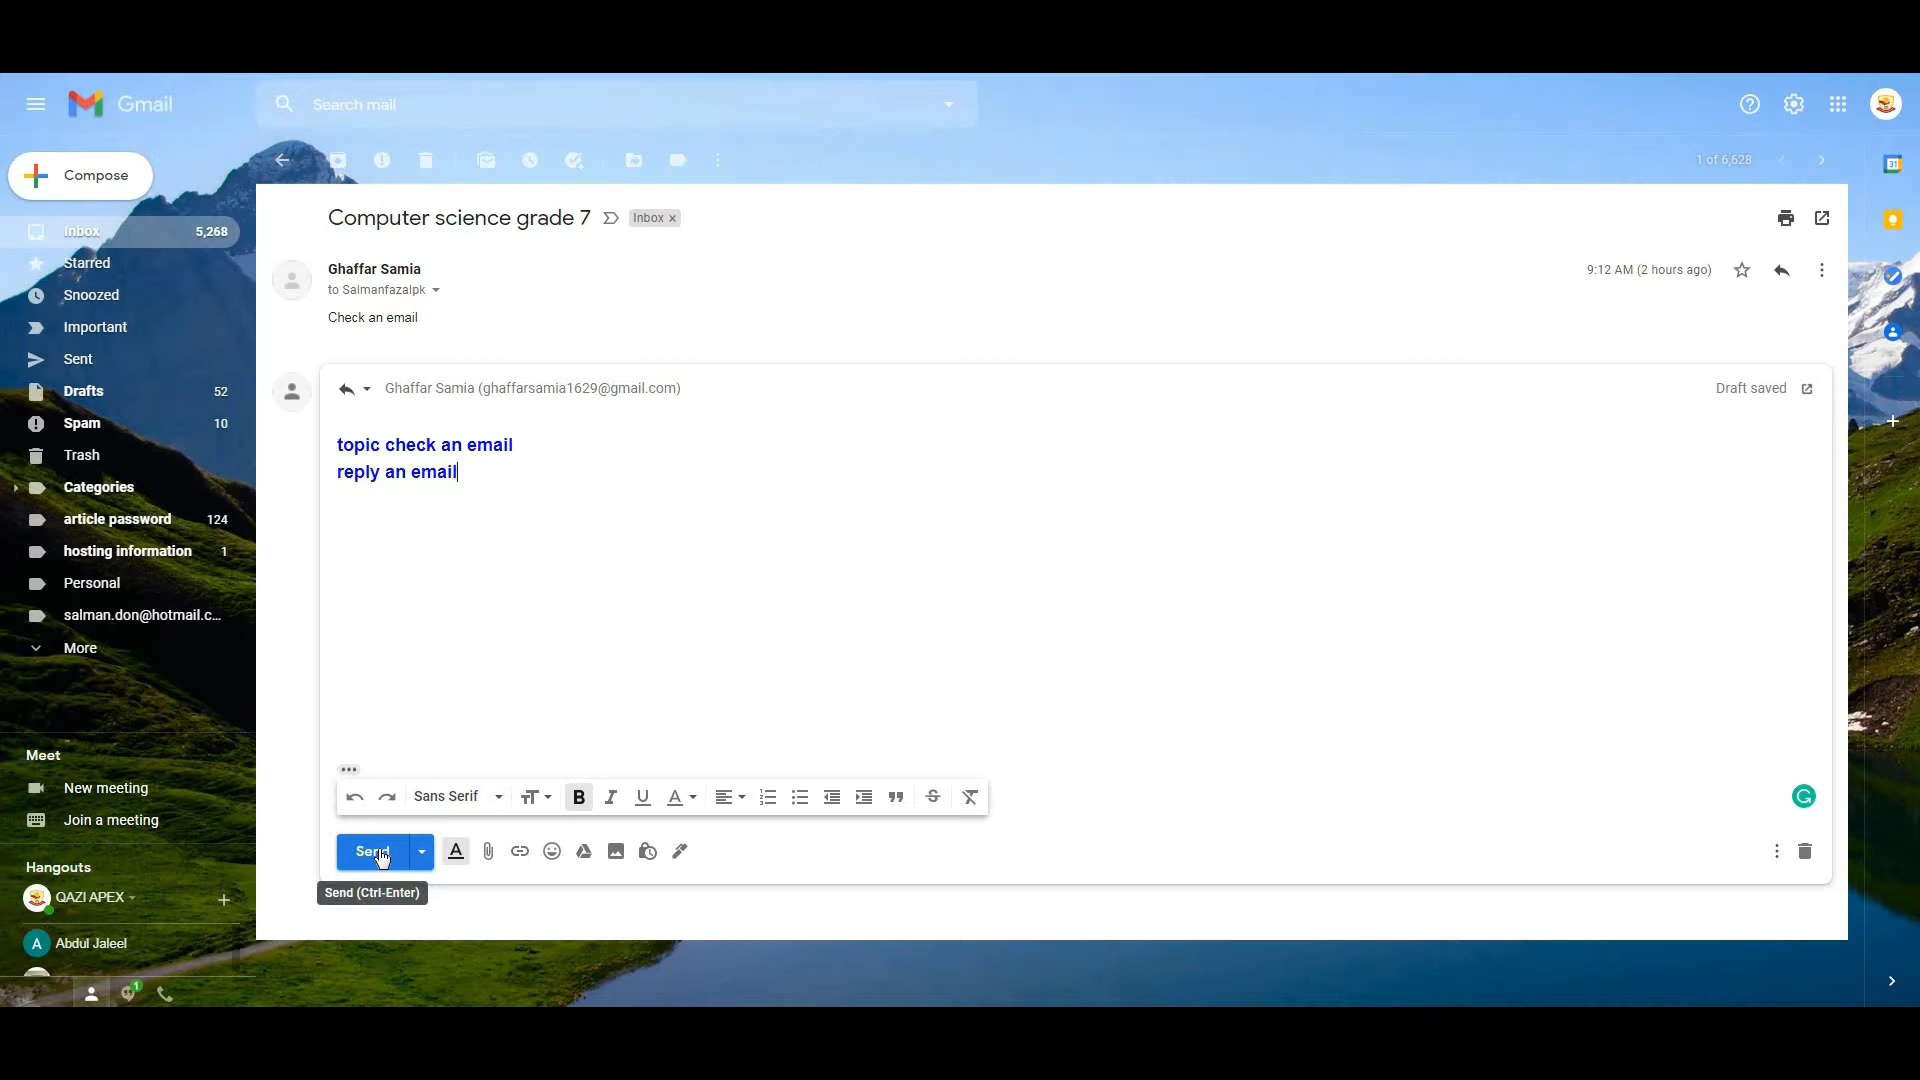 Gmail
Search mail
Compose
1 of 6,628
31
Inbox 5,268
Starred
Snoozed
Important
Sent
Drafts 52
Spam 10
Trash
Categories
article password 124
hosting information 1
Personal
salman.don@hotmail.c...
More
Meet
New meeting
Join a meeting
Hangouts
QAZI APEX
A Abdul Jaleel
1
Computer science grade 7 Inbox x
Ghaffar Samia 9:12 AM (2 hours ago)
to Salmanfazalpk
Check an email
Ghaffar Samia (ghaffarsamia1629@gmail.com) Draft saved
topic check an email
reply an email
Sans Serif
Send
Send (Ctrl-Enter)